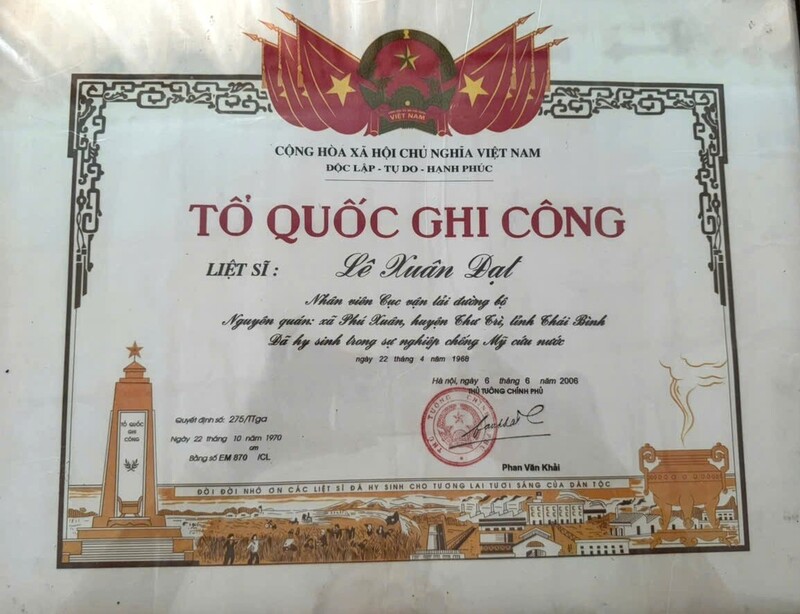 VIỆT NAM
CỘNG HÒA XÃ HỘI CHỦ NGHĨA VIỆT NAM
ĐỘC LẬP - TỰ DO - HẠNH PHÚC
TỔ QUỐC GHI CÔNG
LIỆT SĨ : Lê Xuân Đạt
Nhân viên Cục vận tải đường bộ
Nguyên quán: xã Phú Xuân, huyện Thư Trì, tỉnh Thái Bình
Đã hy sinh trong sự nghiệp chống Mỹ cứu nước
ngày 22 tháng 4 năm 1968
Hà nội, ngày 6 tháng 6 năm 2006
THỦ TƯỚNG CHÍNH PHỦ
Quyết định số: 275/TTga
Ngày 22 tháng 10 năm 1970
Bằng số EM 870 am /CL
THỦ TƯỚNG CHÍNH
Phan Văn Khải
TỔ QUỐC
GHI
CÔNG
ĐỜI ĐỜI NHỚ ƠN CÁC LIỆT SĨ ĐÃ HY SINH CHO TƯƠNG LAI TƯƠI SÁNG CỦA DÂN TỘC